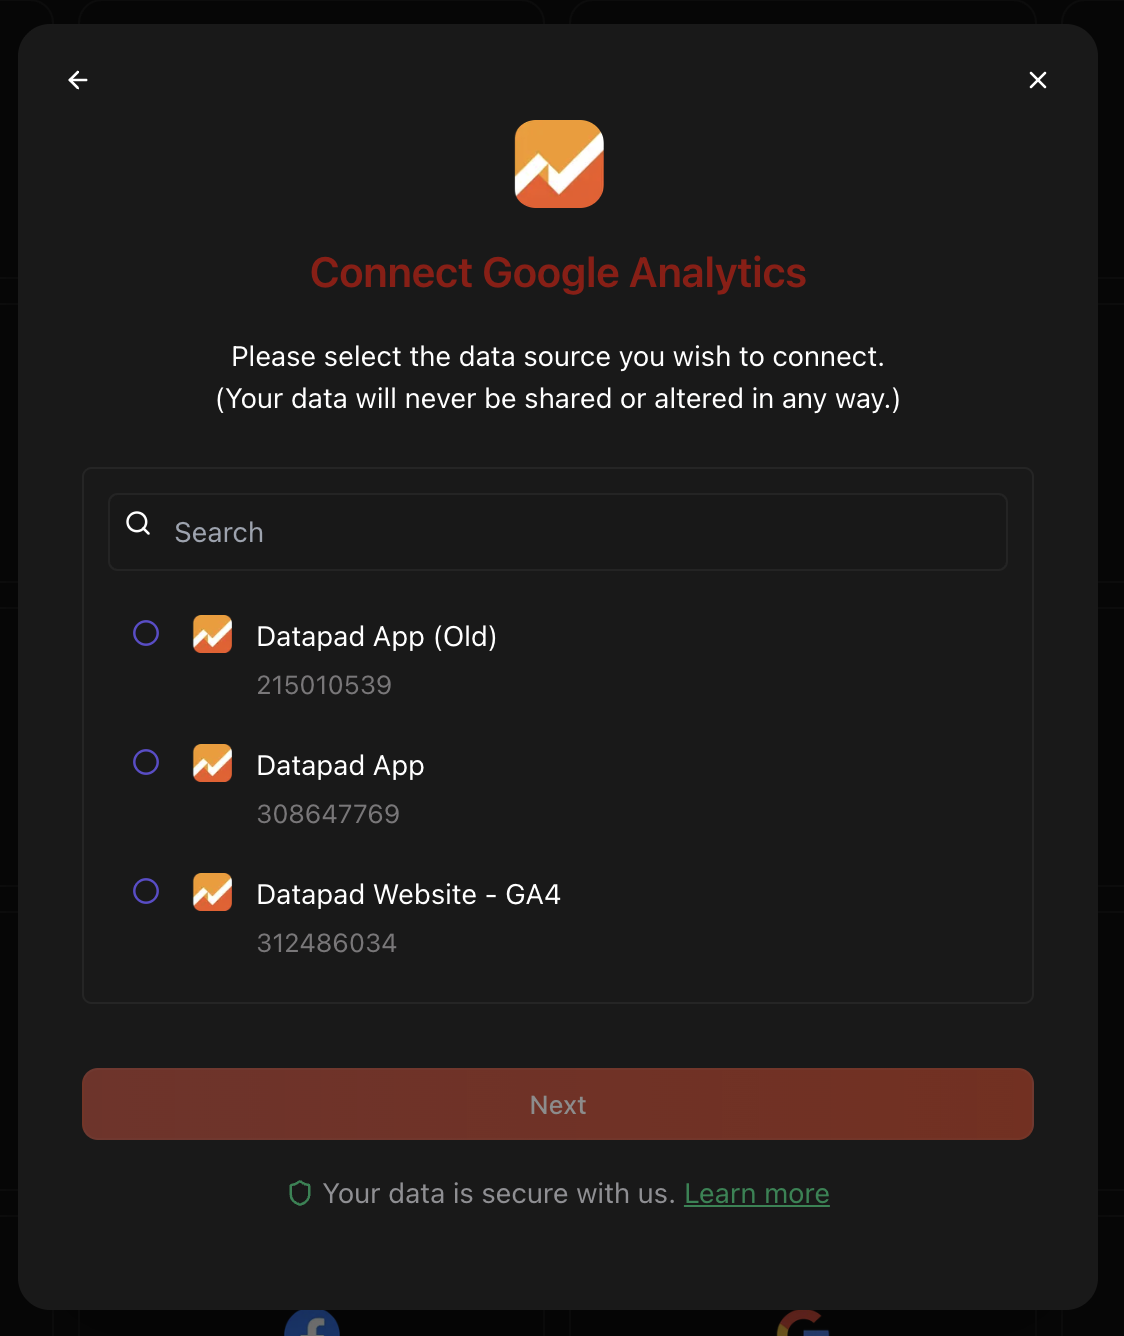 Connect Google Analytics
Please select the data source you wish to connect.
(Your data will never be shared or altered in any way.)
Search
Datapad App (Old)
215010539
Datapad App
308647769
Datapad Website - GA4
312486034
Next
Your data is secure with us. Learn more